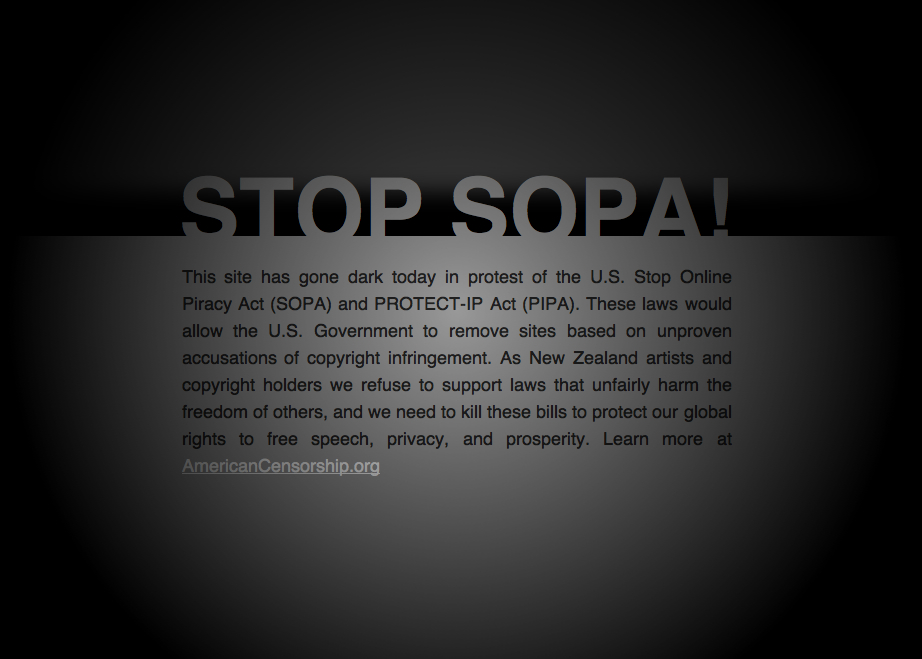 STOP SOPA!
This site has gone dark today in protest of the U.S. Stop Online
Piracy Act (SOPA) and PROTECT-IP Act (PIPA). These laws would
allow the U.S. Government to remove sites based on unproven
accusations of copyright infringement. As New Zealand artists and
copyright holders we refuse to support laws that unfairly harm the
freedom of others, and we need to kill these bills to protect our global
rights to free speech, privacy, and prosperity. Learn more at
AmericanCensorship.org